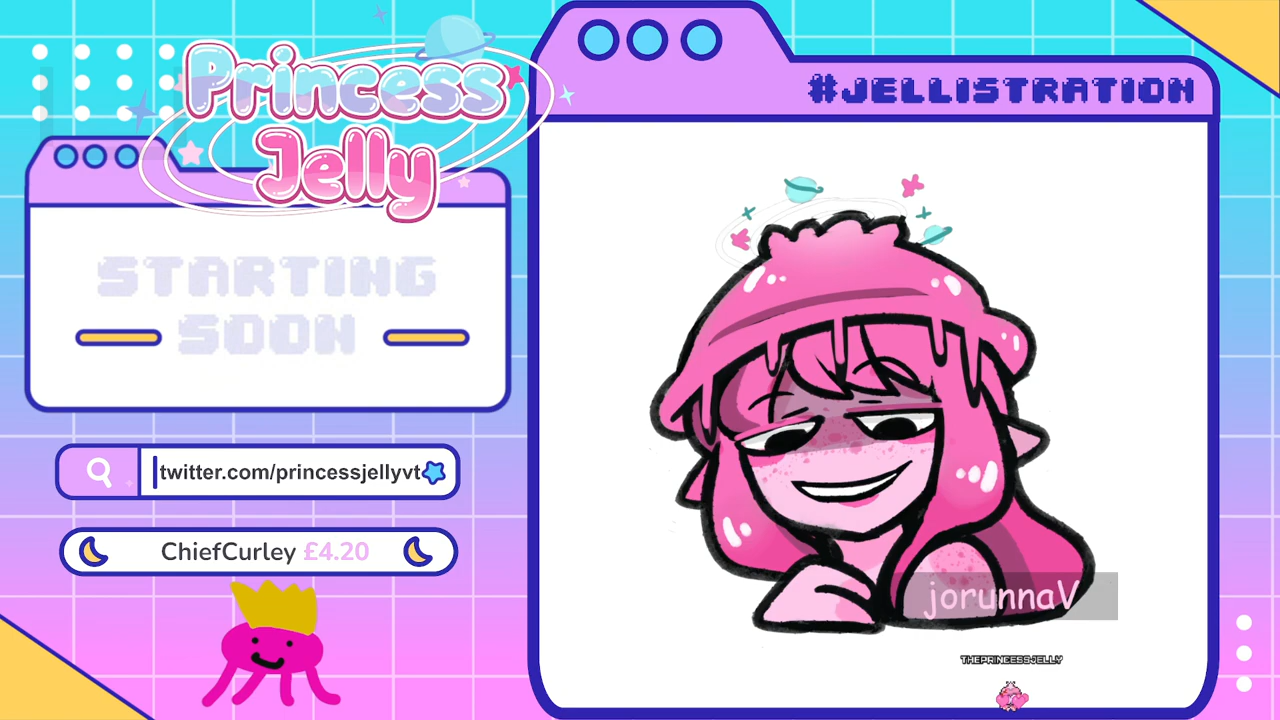 Princess
Jelly
#JELLISTRATION
STARTING
SOON
twitter.com/princessjellyvt
ChiefCurley £4.20
jorunnaV
THEPRINCESSJELLY